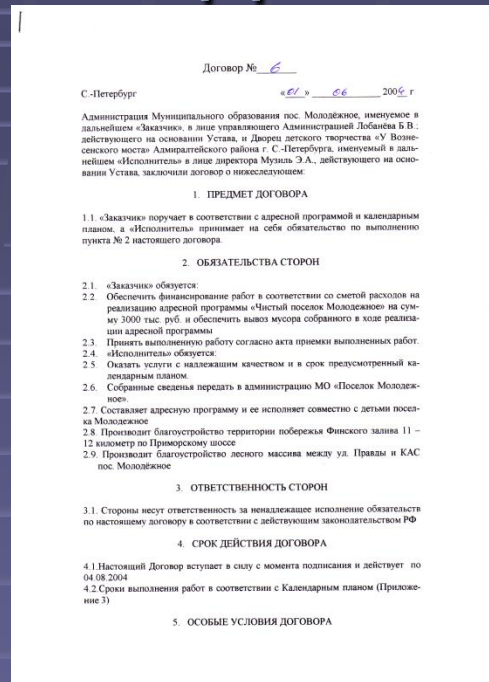 Договор № 6
С.-Петербург «01» 06 2004 г
Администрация Муниципального образования пос. Молодёжное, именуемое в
дальнейшем «Заказчик», в лице управляющего Администрацией Лобанёва Б.В.;
действующего на основании Устава, и Дворец детского творчества «У Возне-
сенского моста» Адмиралтейского района г. С.-Петербурга, именуемый в даль-
нейшем «Исполнитель» в лице директора Музиль Э.А., действующего на осно-
вании Устава, заключили договор о нижеследующем:
1. ПРЕДМЕТ ДОГОВОРА
1.1. «Заказчик» поручает в соответствии с адресной программой и календарным
планом, а «Исполнитель» принимает на себя обязательство по выполнению
пункта № 2 настоящего договора.
2. ОБЯЗАТЕЛЬСТВА СТОРОН
2.1. «Заказчик» обязуется:
2.2. Обеспечить финансирование работ в соответствии со сметой расходов на
реализацию адресной программы «Чистый поселок Молодежное» на сум-
му 3000 тыс. руб. и обеспечить вывоз мусора собранного в ходе реализа-
ции адресной программы
2.3. Принять выполненную работу согласно акта приемки выполненных работ.
2.4. «Исполнитель» обязуется:
2.5. Оказать услуги с надлежащим качеством и в срок предусмотренный ка-
лендарным планом.
2.6. Собранные сведенья передать в администрацию МО «Поселок Молодеж-
ное».
2.7. Составляет адресную программу и ее исполняет совместно с детьми посел-
ка Молодежное
2.8 Производит благоустройство территории побережья Финского залива 11 –
12 километр по Приморскому шоссе
2.9. Производит благоустройство лесного массива между ул. Правды и КАС
пос. Молодёжное
3. ОТВЕТСТВЕННОСТЬ СТОРОН
3.1. Стороны несут ответственность за ненадлежащее исполнение обязательств
по настоящему договору в соответствии с действующим законодательством РФ
4. СРОК ДЕЙСТВИЯ ДОГОВОРА
4.1.Настоящий Договор вступает в силу с момента подписания и действует по
04.08.2004
4.2.Сроки выполнения работ в соответствии с Календарным планом (Приложе-
ние 3)
5. ОСОБЫЕ УСЛОВИЯ ДОГОВОРА